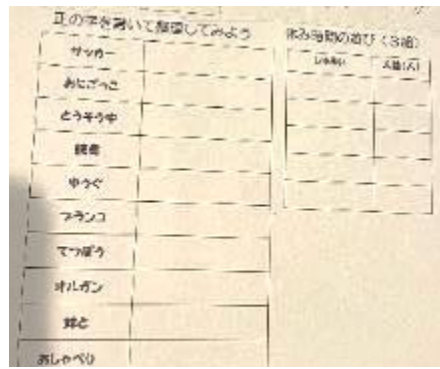 正の字を書いて整理してみよう
サッカー
おにごっこ
とうそう中
読書
ゆうぐ
ブランコ
てつぼう
オルガン
おしゃべり
休み時間の遊び(3組)
しゅるい
人数(人)